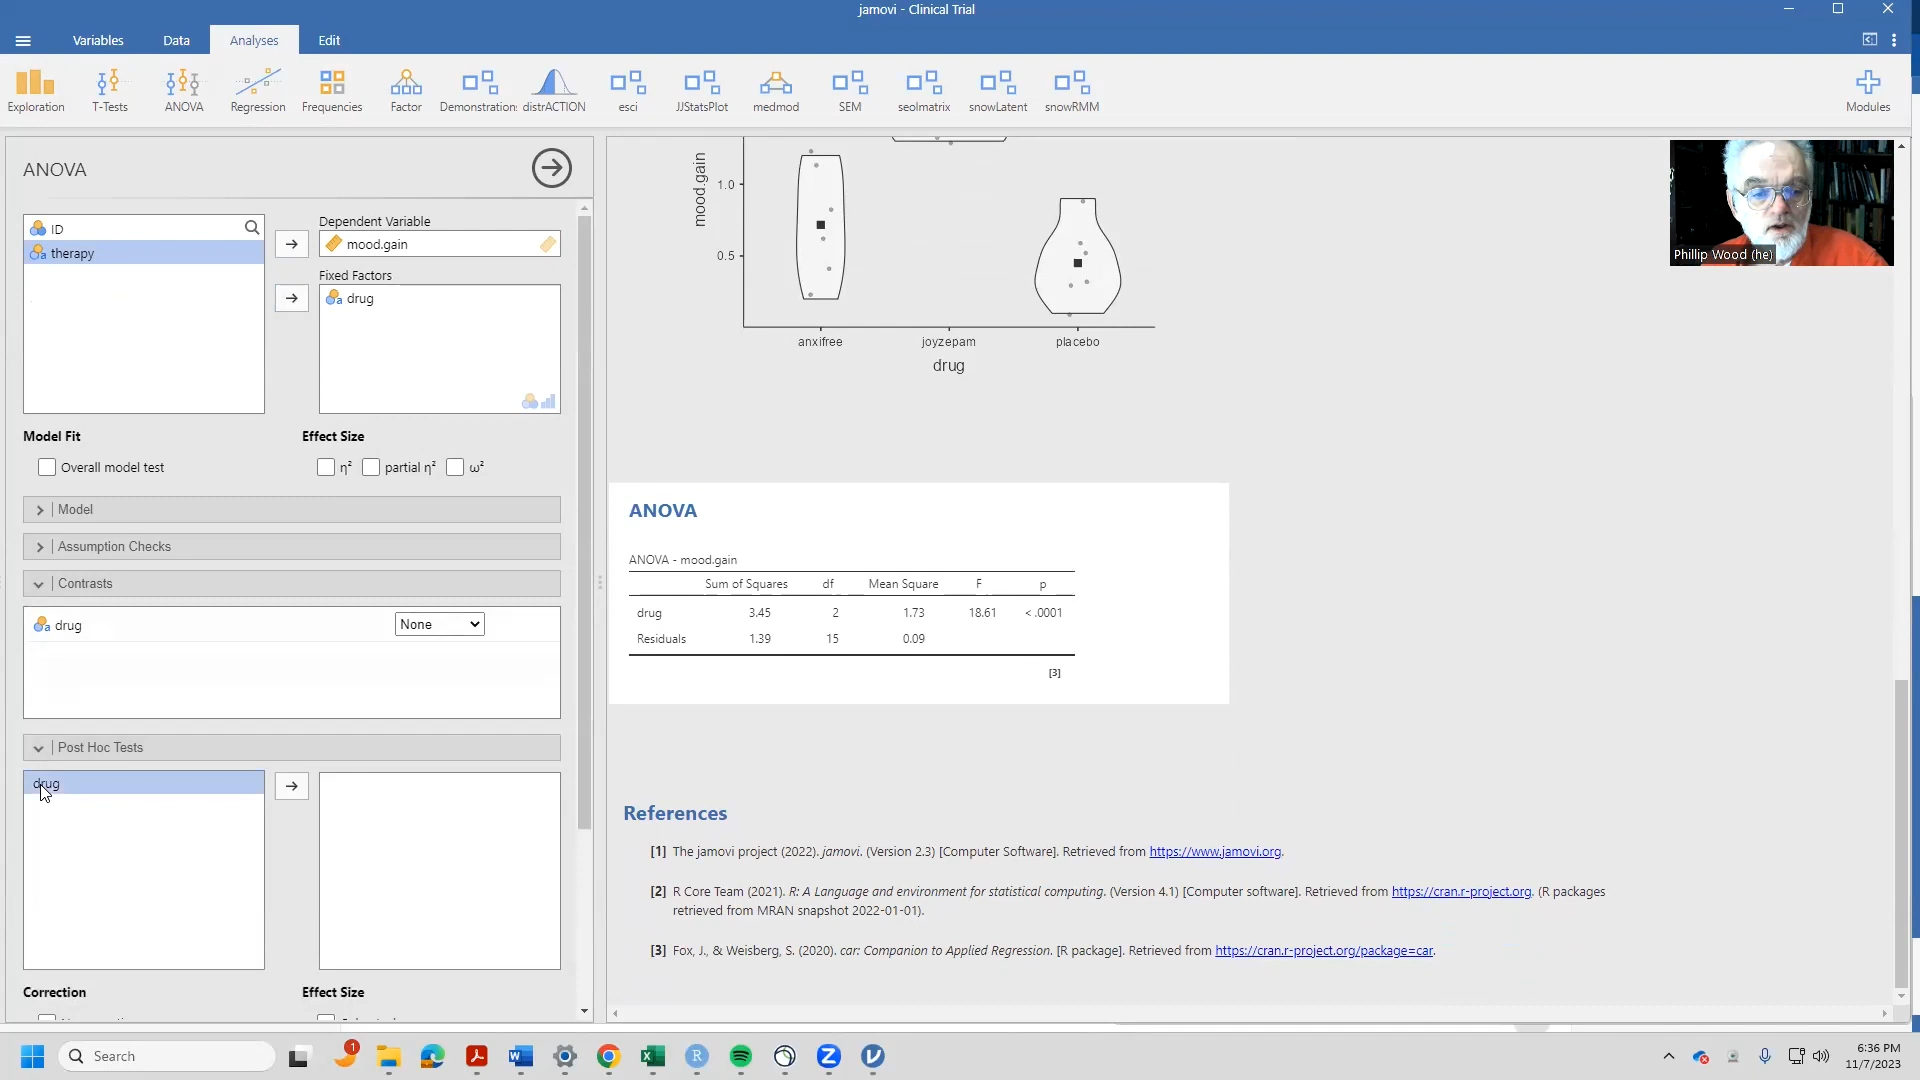 jamovi - Clinical Trial
Variables
Data
Analyses
Edit
Exploration
T-Tests
ANOVA
Regression
Frequencies
Factor
Demonstrations
distrACTION
esci
JJStatsPlot
medmod
SEM
seolmatrix
snowLatent
snowRMM
Modules
ANOVA
ID
a therapy
Dependent Variable
mood.gain
Fixed Factors
a drug
Model Fit
Effect Size
Overall model test
η²
partial η²
ω²
Model
Assumption Checks
Contrasts
a drug
None
Post Hoc Tests
drug
Correction
Effect Size
mood.gain
1.0
0.5
anxifree
joyzepam
placebo
drug
Phillip Wood (he)
ANOVA
ANOVA - mood.gain
Sum of Squares df Mean Square F p
drug 3.45 2 1.73 18.61 < .0001
Residuals 1.39 15 0.09
[3]
References
[1] The jamovi project (2022). jamovi. (Version 2.3) [Computer Software]. Retrieved from https://www.jamovi.org.
[2] R Core Team (2021). R: A Language and environment for statistical computing. (Version 4.1) [Computer software]. Retrieved from https://cran.r-project.org. (R packages
retrieved from MRAN snapshot 2022-01-01).
[3] Fox, J., & Weisberg, S. (2020). car: Companion to Applied Regression. [R package]. Retrieved from https://cran.r-project.org/package=car.
Search
1
W
R
Z
V
6:36 PM
11/7/2023